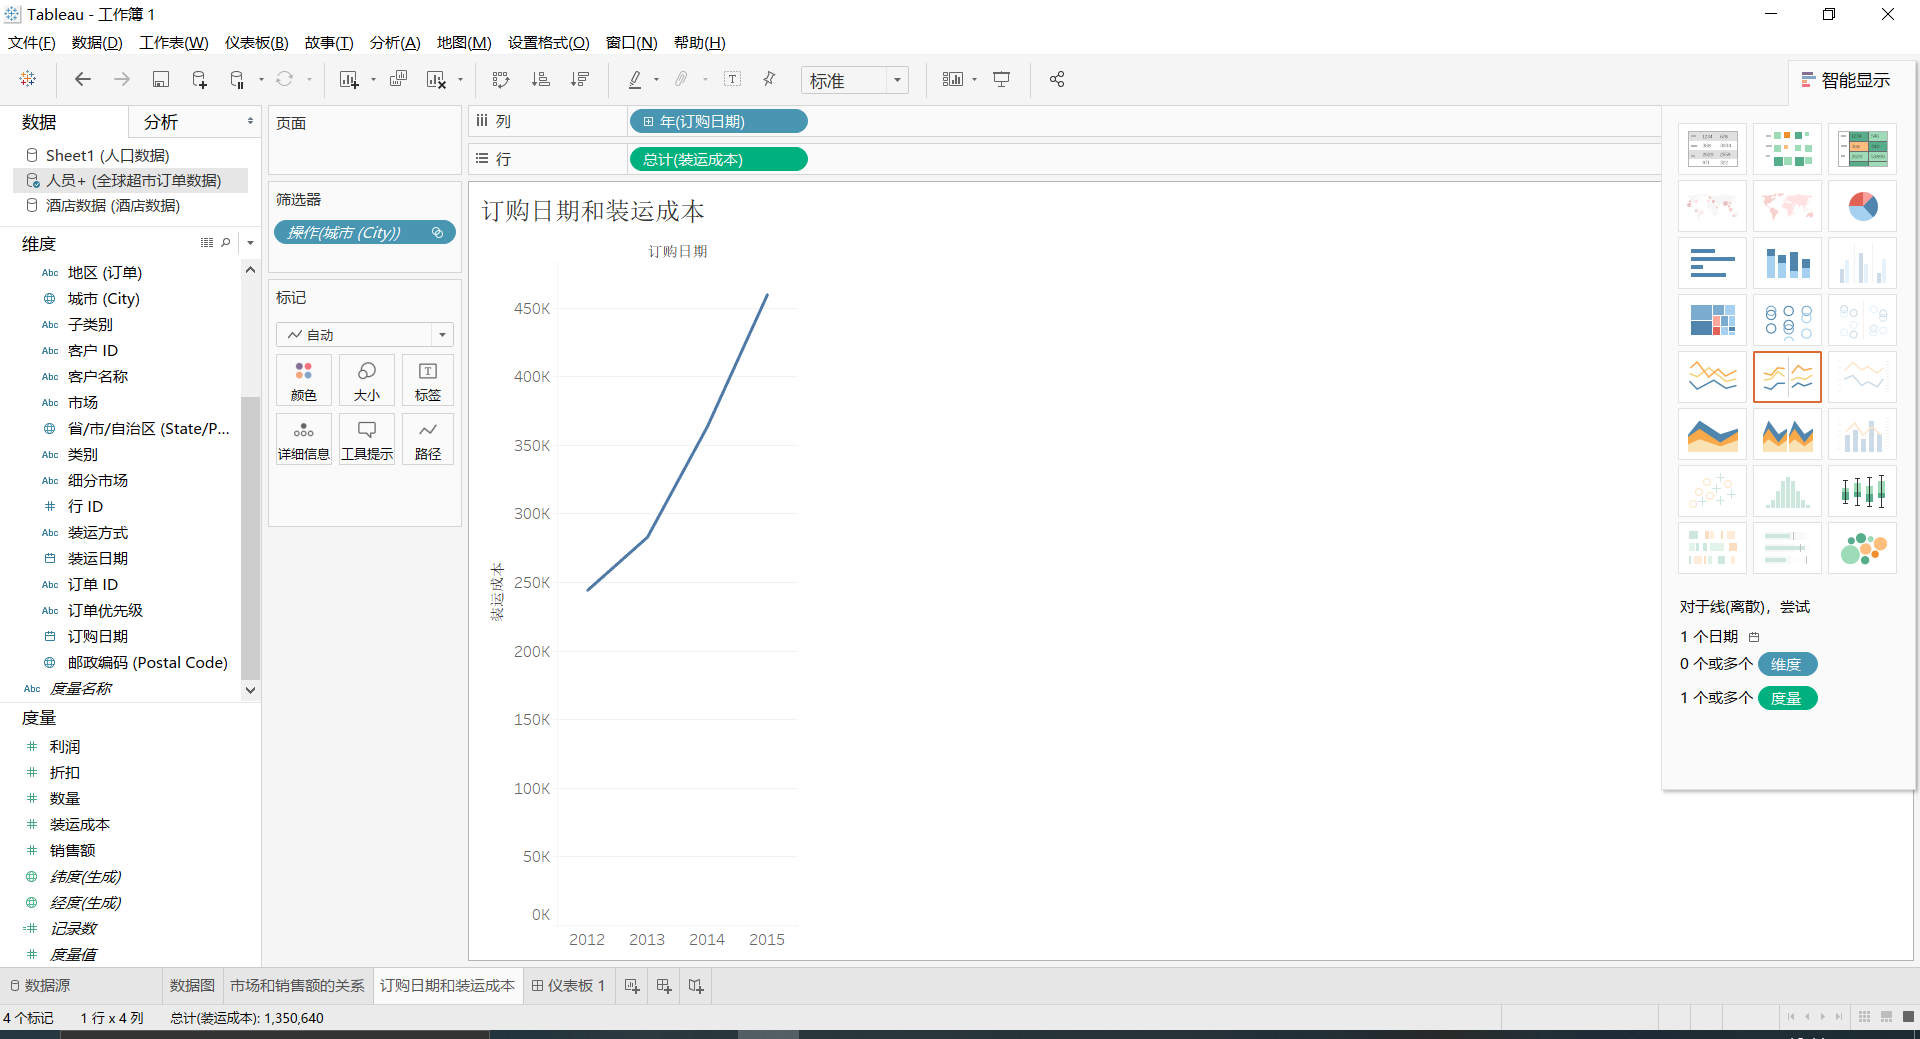 Tableau - 工作簿 1
文件(F) 数据(D) 工作表(W) 仪表板(B) 故事(T) 分析(A) 地图(M) 设置格式(O) 窗口(N) 帮助(H)
标准
智能显示
数据 分析
Sheet1 (人口数据)
人员+ (全球超市订单数据)
酒店数据 (酒店数据)
维度
Abc 地区 (订单)
城市 (City)
Abc 子类别
Abc 客户 ID
Abc 客户名称
Abc 市场
省/市/自治区 (State/P...
Abc 类别
Abc 细分市场
行 ID
Abc 装运方式
装运日期
Abc 订单 ID
Abc 订单优先级
订购日期
邮政编码 (Postal Code)
Abc 度量名称
度量
利润
折扣
数量
装运成本
销售额
纬度(生成)
经度(生成)
记录数
度量值
页面
筛选器
操作(城市 (City))
标记
自动
颜色 大小 标签
详细信息 工具提示 路径
列 年(订购日期)
行 总计(装运成本)
订购日期和装运成本
订购日期
装运成本
450K
400K
350K
300K
250K
200K
150K
100K
50K
0K
2012 2013 2014 2015
对于线(离散)，尝试
1 个日期
0 个或多个 维度
1 个或多个 度量
数据源 数据图 市场和销售额的关系 订购日期和装运成本 仪表板 1
4 个标记 1 行 x 4 列 总计(装运成本): 1,350,640